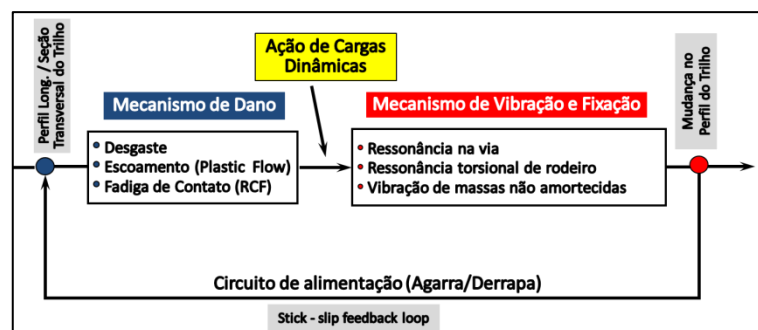 Perfil Long. / Seção
Transversal do Trilho
Ação de Cargas
Dinâmicas
Mecanismo de Dano
Mecanismo de Vibração e Fixação
Mudança no
Perfil do Trilho
Desgaste
Escoamento (Plastic Flow)
Fadiga de Contato (RCF)
Ressonância na via
Ressonância torsional de rodeiro
Vibração de massas não amortecidas
Circuito de alimentação (Agarra/Derrapa)
Stick - slip feedback loop